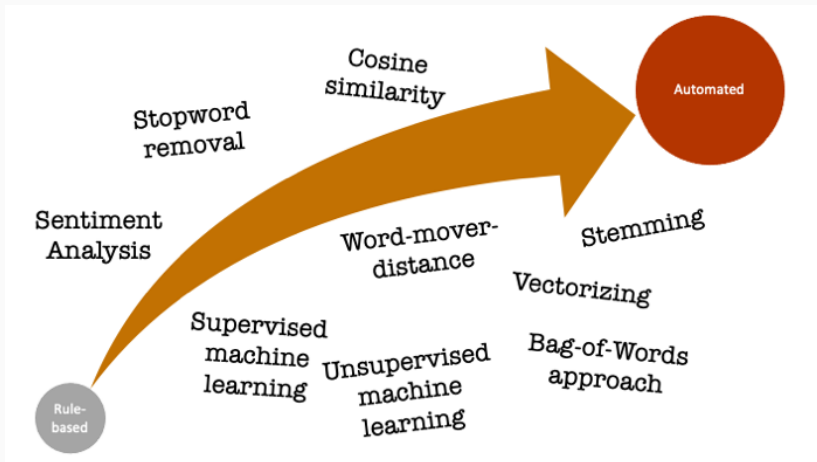 Cosine
similarity
Automated
Stopword
removal
Sentiment
Analysis
Word-mover-
distance
Stemming
Vectorizing
Supervised
machine
learning
Unsupervised
machine
learning
Bag-of-Words
approach
Rule-
based